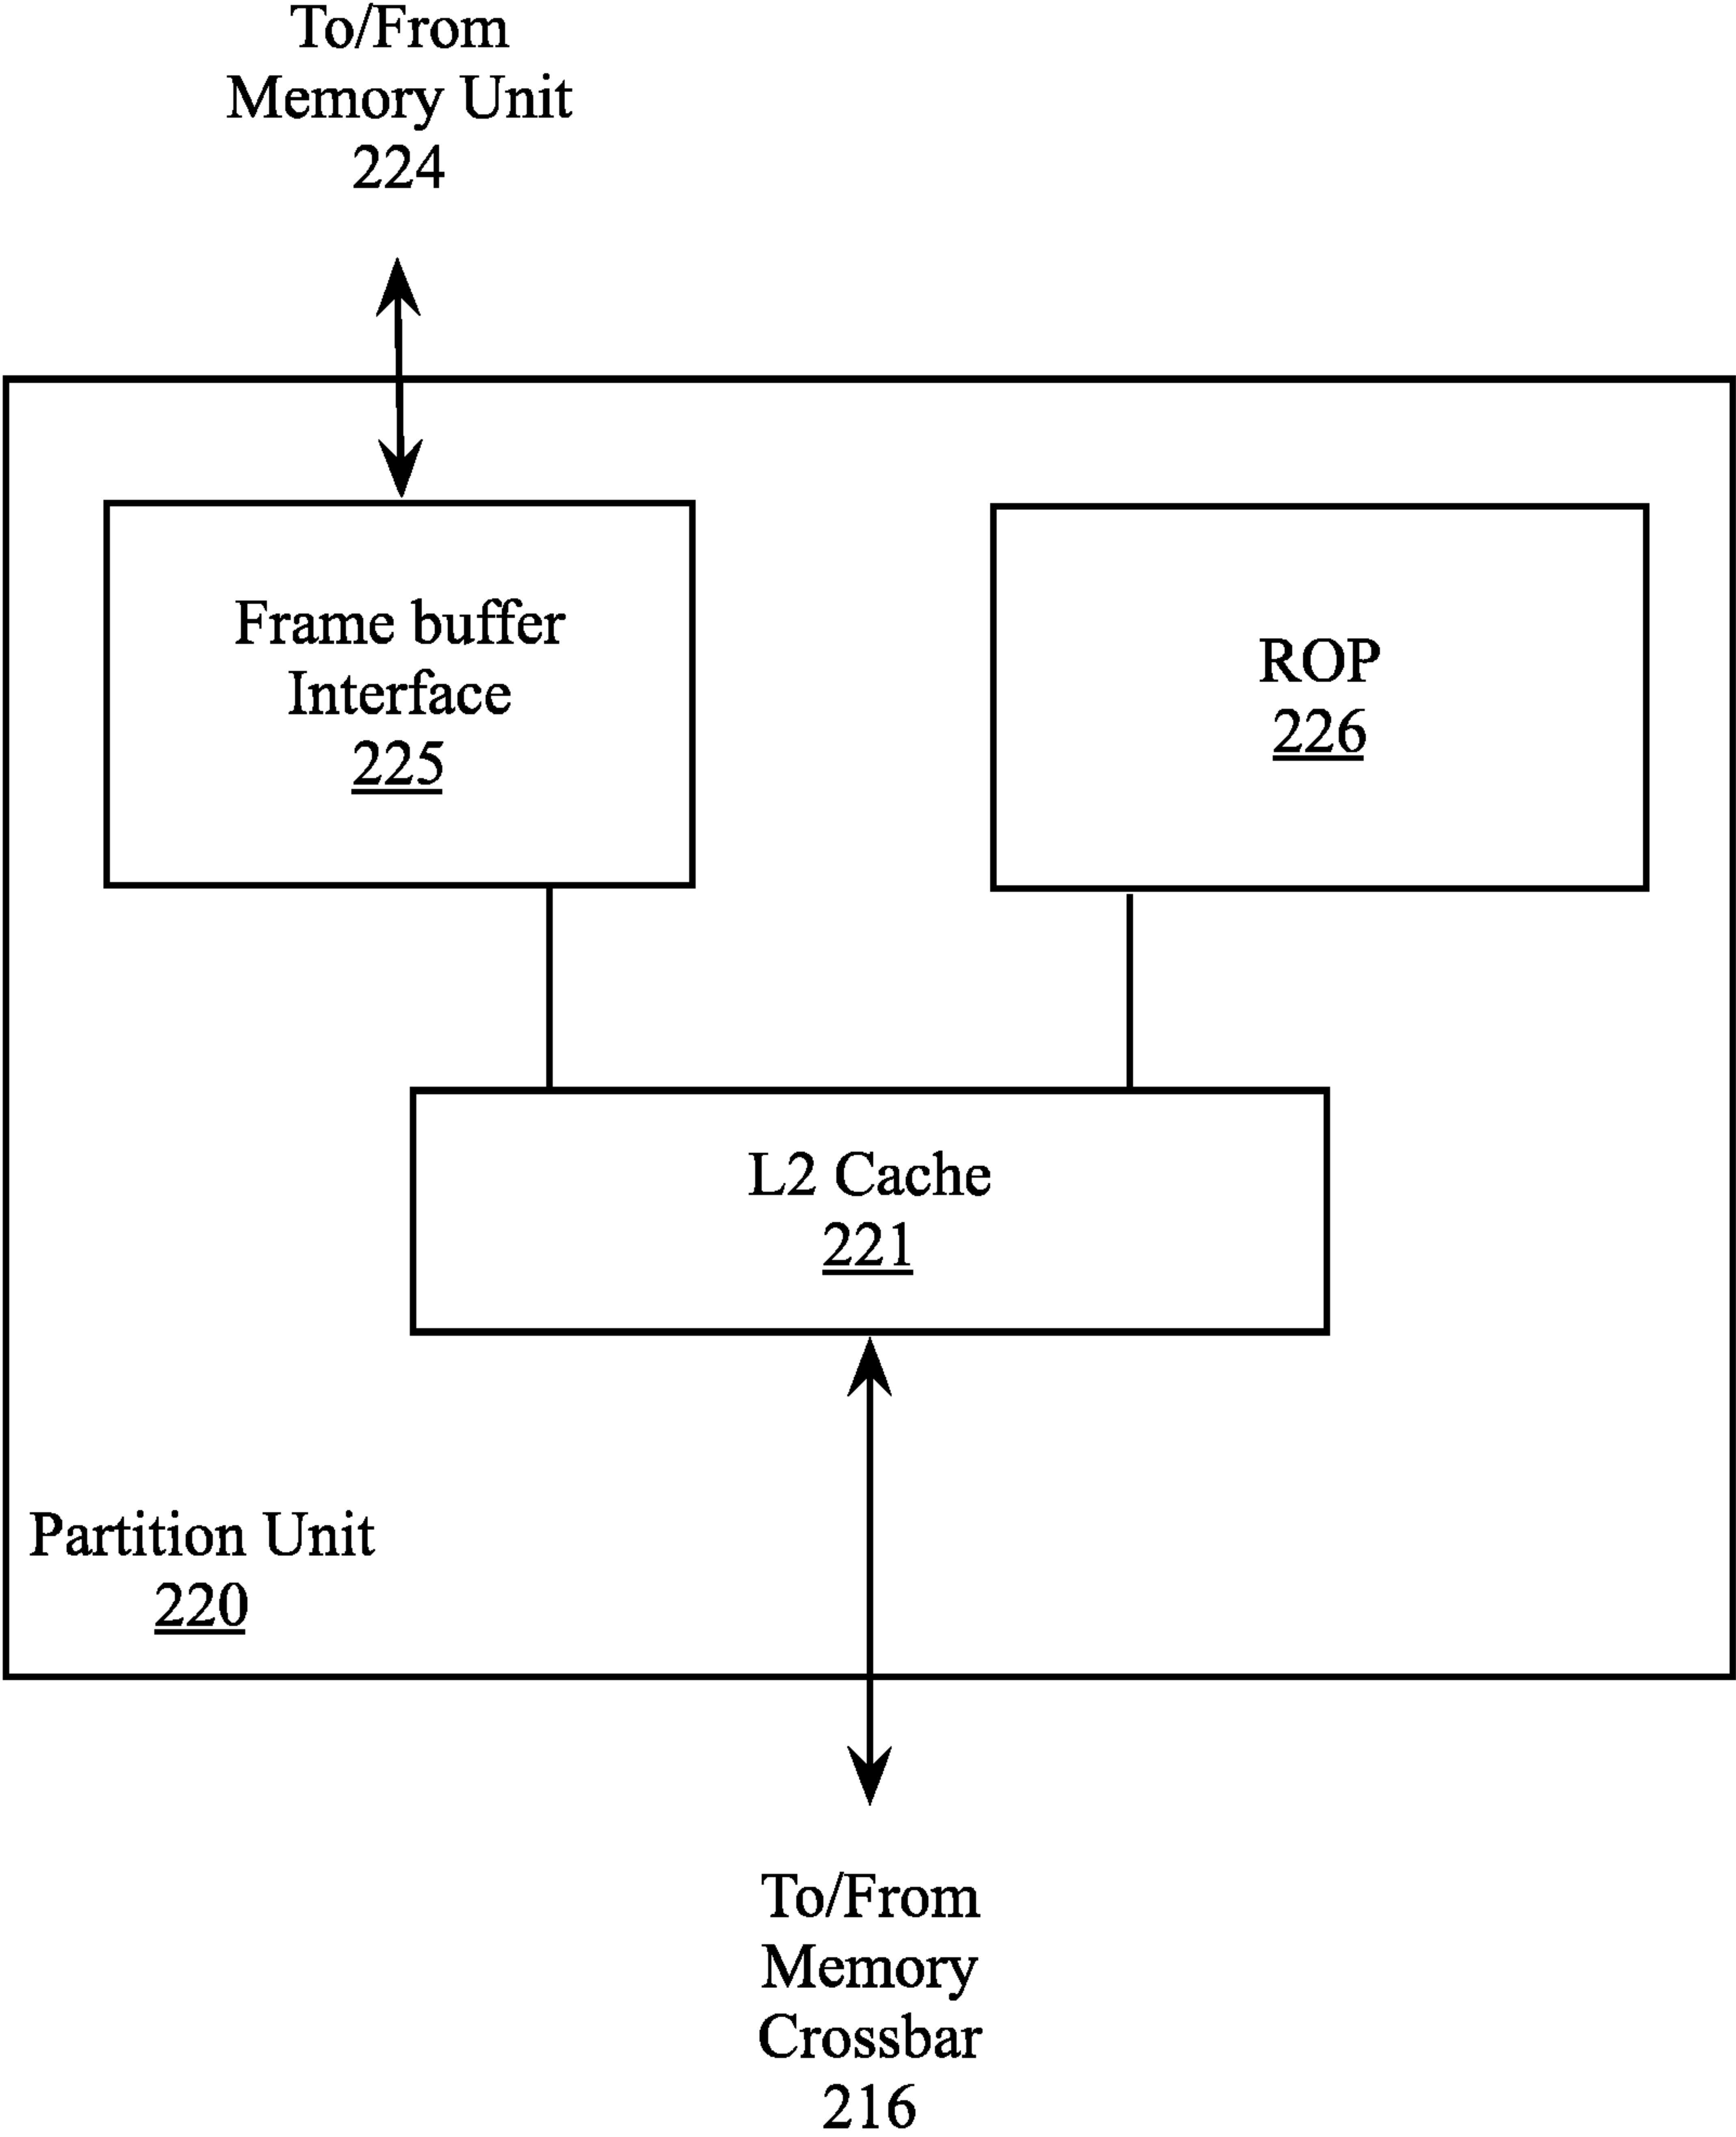 To/From
Memory Unit
224
Frame buffer
Interface
225
ROP
226
L2 Cache
221
Partition Unit
220
To/From
Memory
Crossbar
216